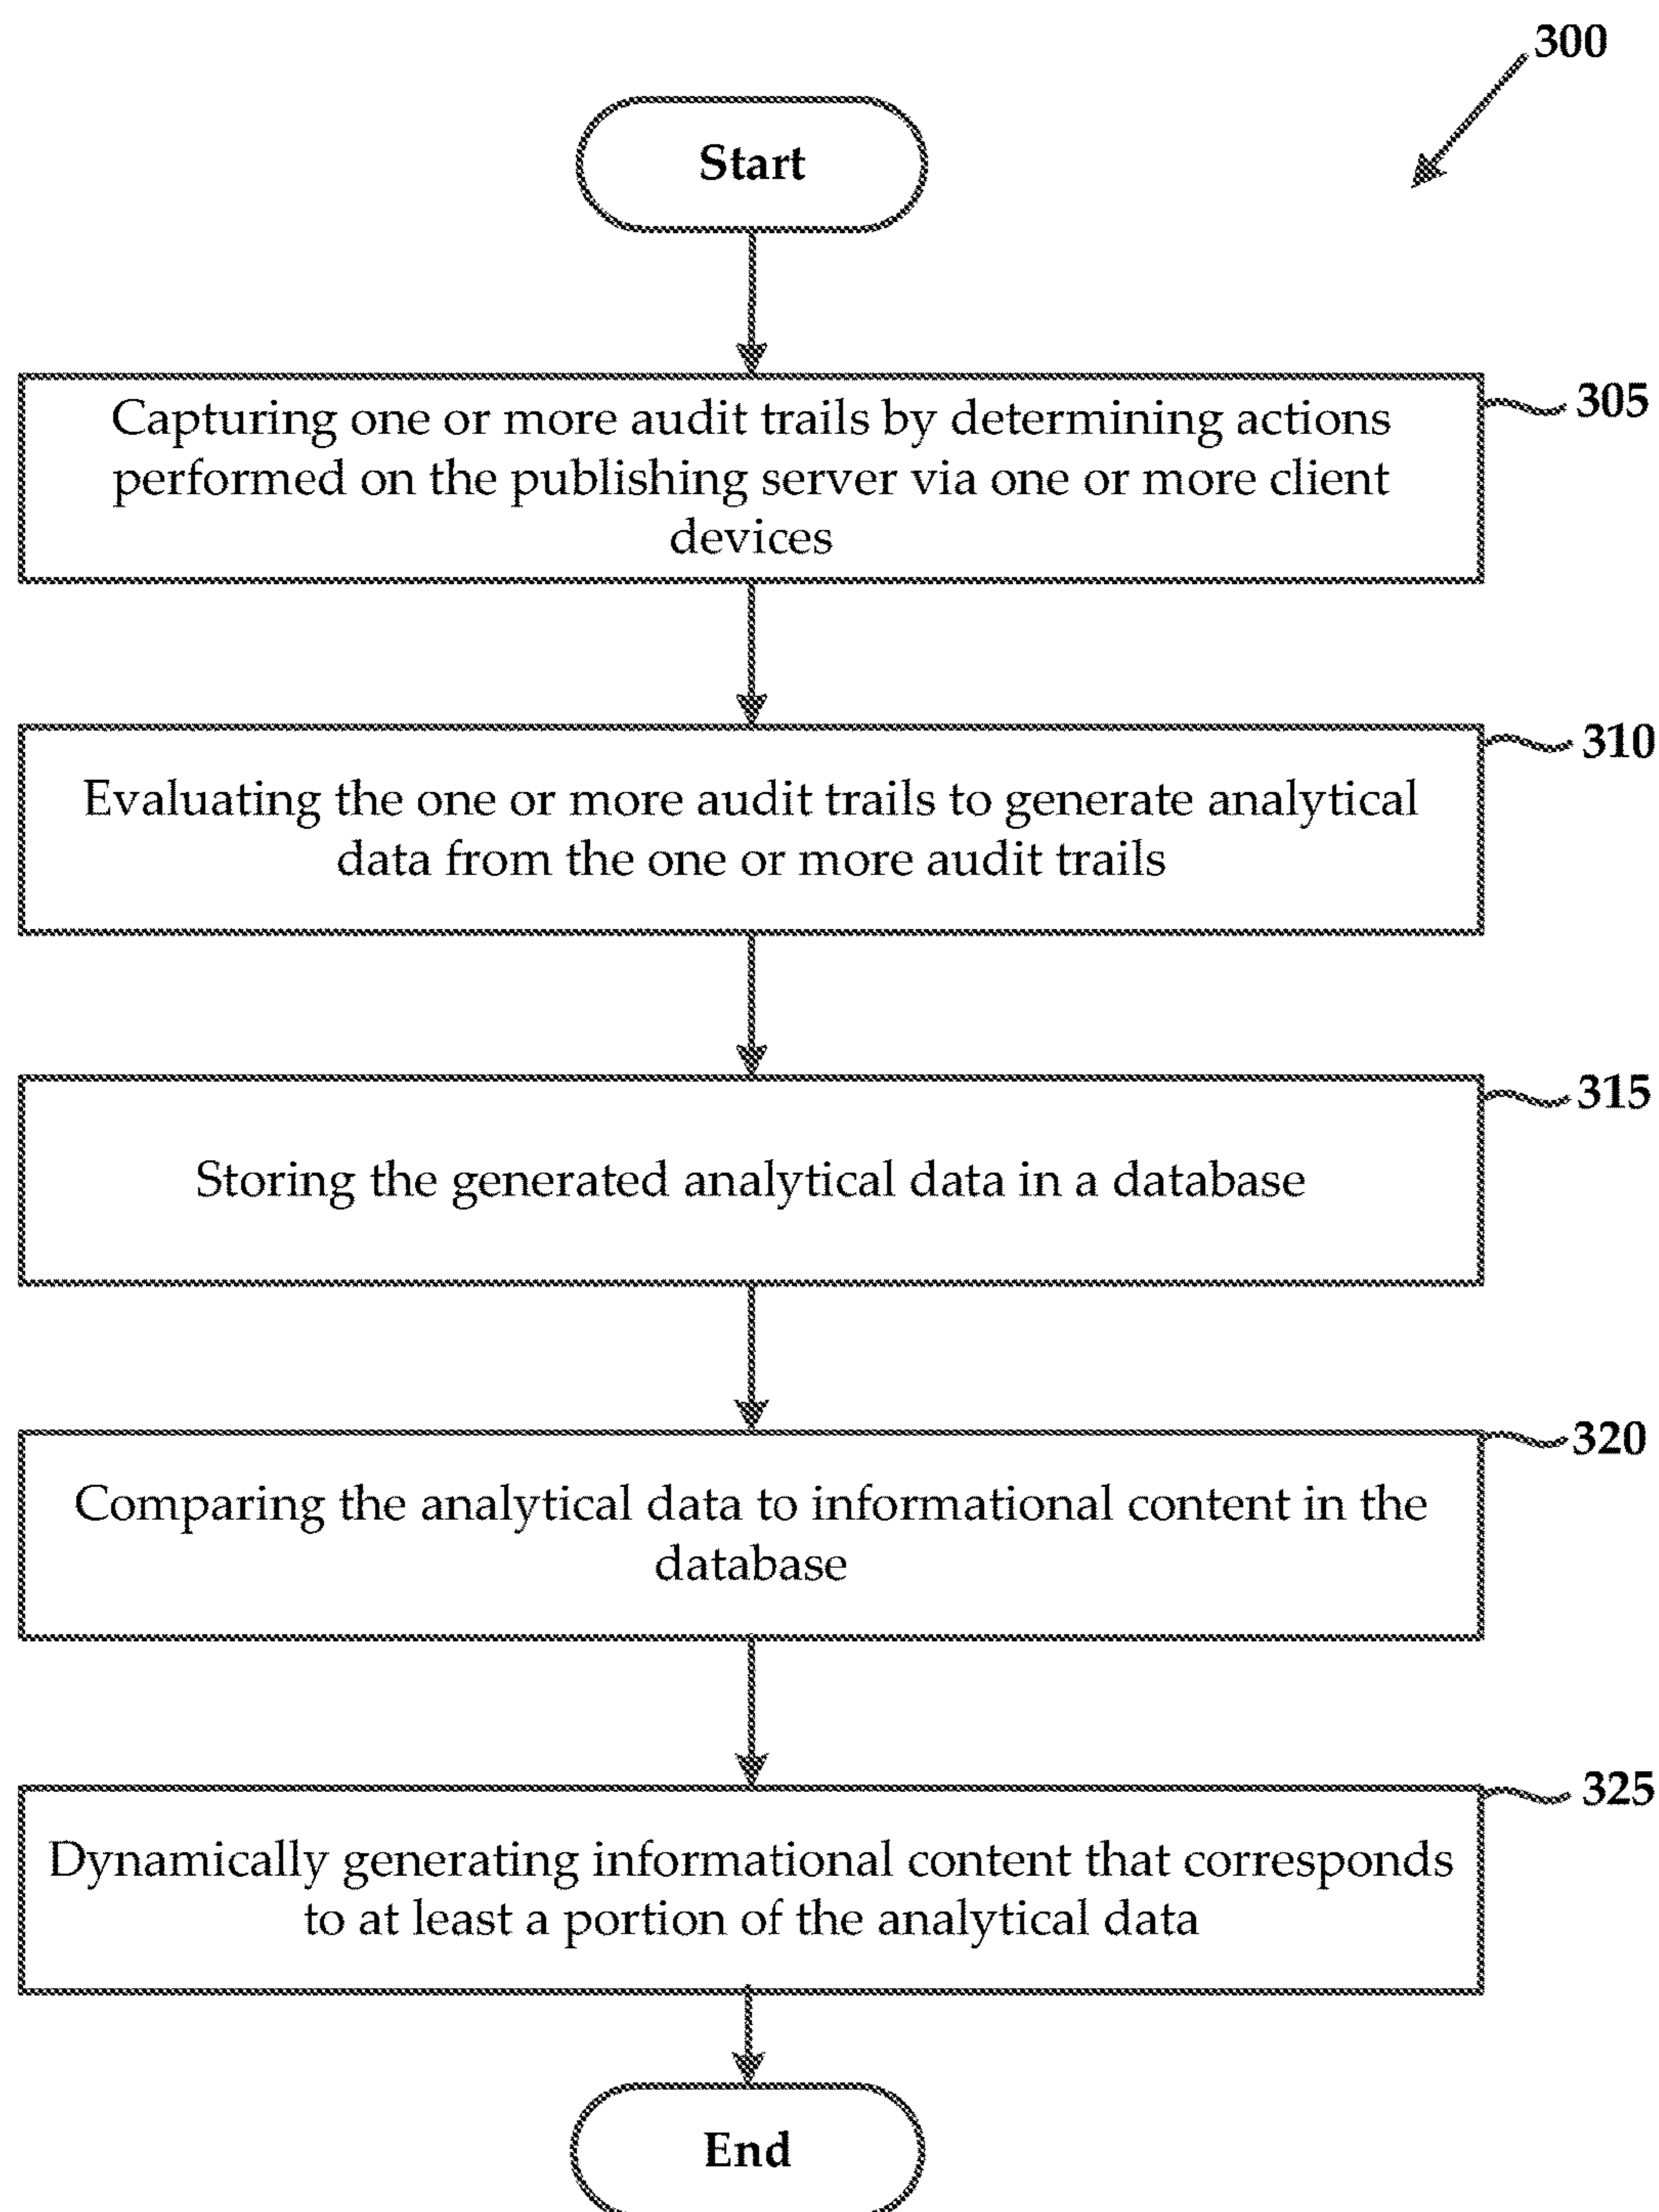 300
Start
Capturing one or more audit trails by determining actions
performed on the publishing server via one or more client
devices
305
Evaluating the one or more audit trails to generate analytical
data from the one or more audit trails
310
Storing the generated analytical data in a database
315
Comparing the analytical data to informational content in the
database
320
Dynamically generating informational content that corresponds
to at least a portion of the analytical data
325
End